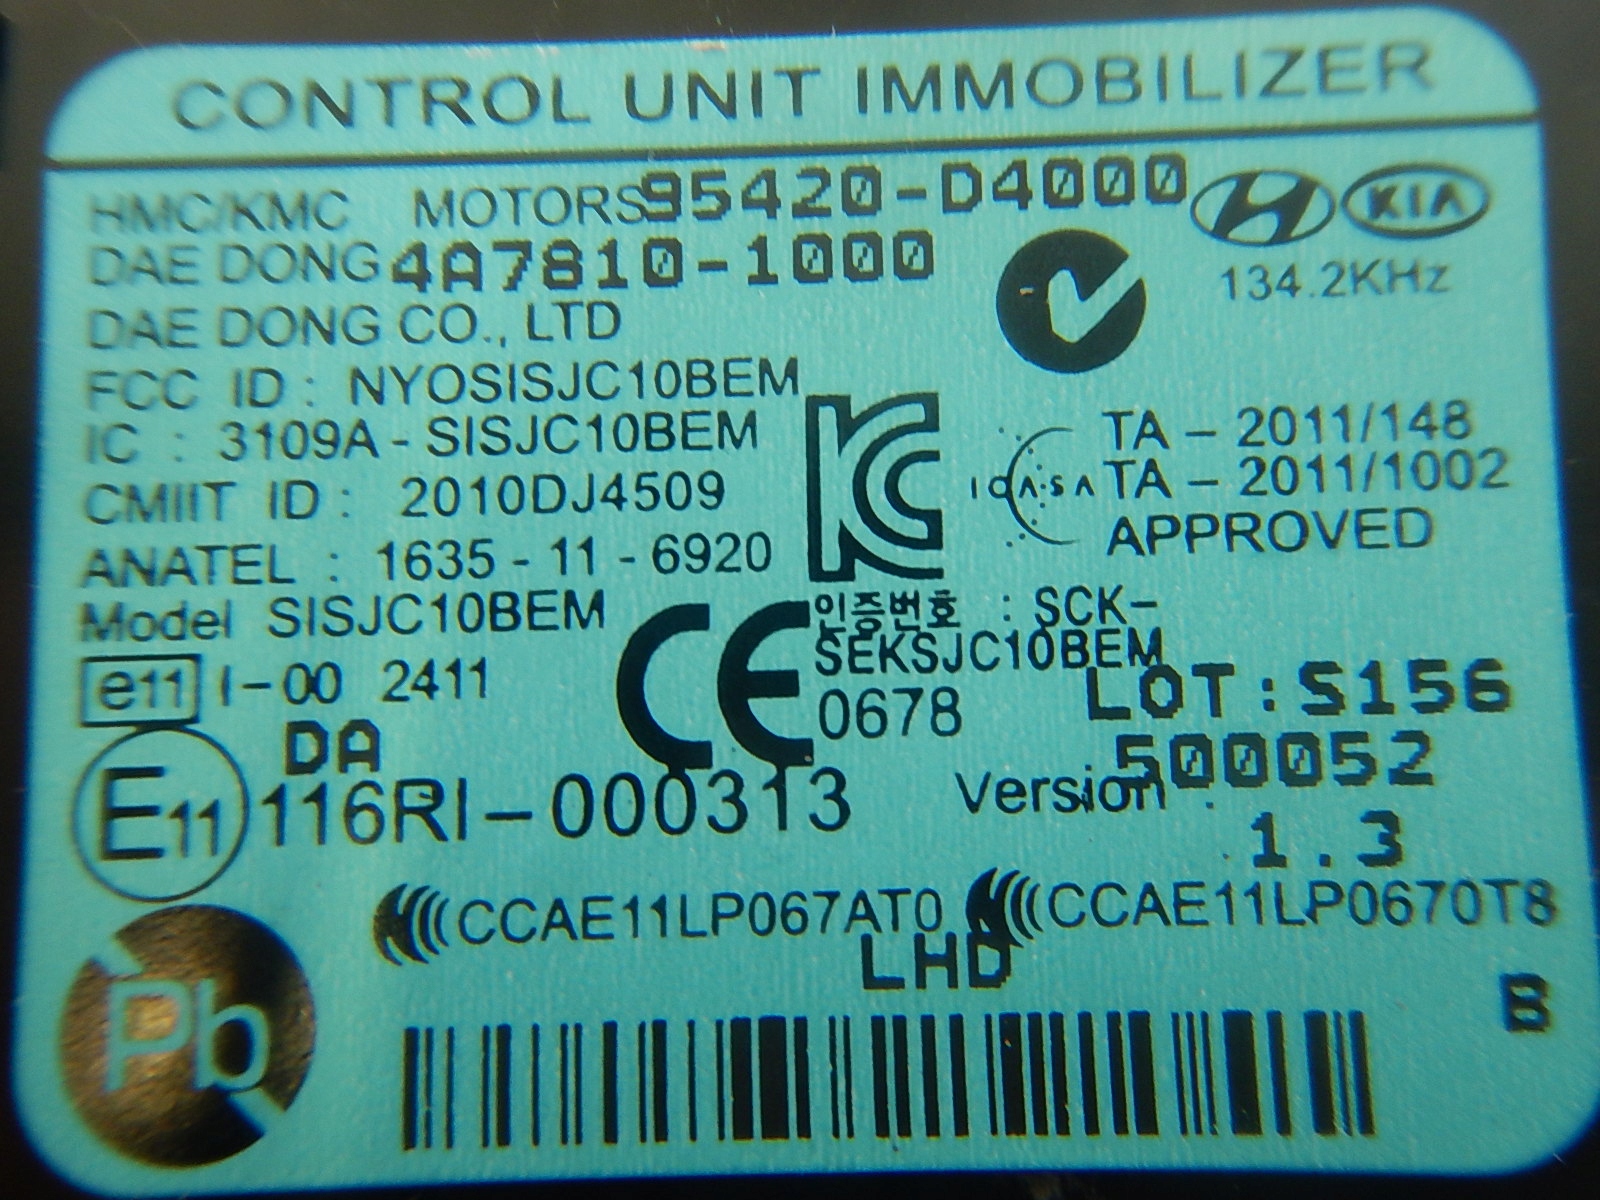 CONTROL UNIT IMMOBILIZER
HMC/KMC MOTORS 95420-D4000
KIA
DAE DONG 4A7810-1000
134.2KHz
DAE DONG CO., LTD
FCC ID : NYOSISJC10BEM
IC : 3109A - SISJC10BEM
TA - 2011/148
CMIIT ID : 2010DJ4509
ICASA TA - 2011/1002
APPROVED
ANATEL : 1635 - 11 - 6920
KC
Model SISJC10BEM
CE
인증번호 : SCK-
SEKSJC10BEM
e11 I-00 2411
0678
LOT:S156
500052
DA
E11 116RI-000313
Version :
1.3
CCAE11LP067AT0 CCAE11LP0670T8
LHD
B
Pb